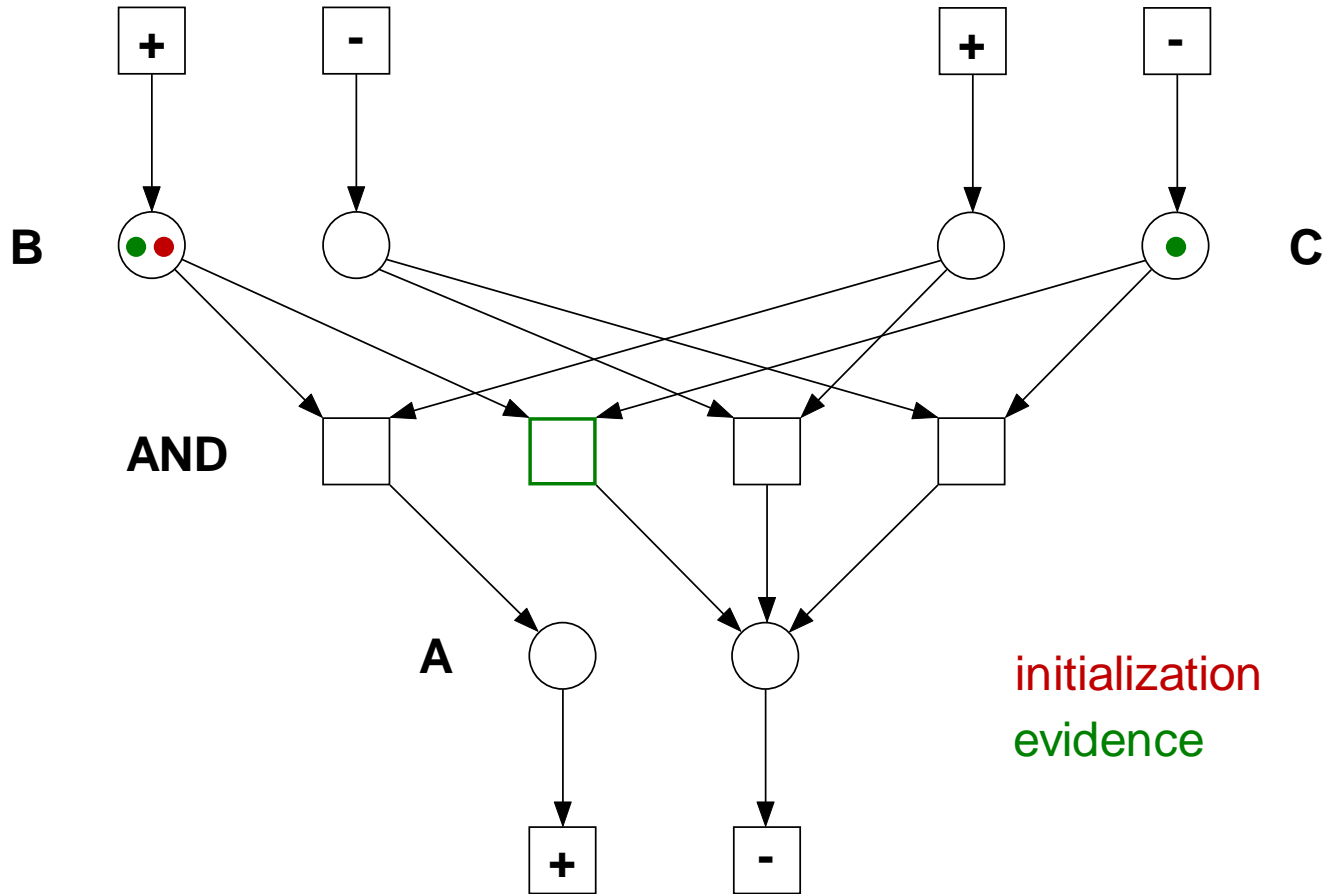 + - + -
B C
AND
A
initialization
evidence
+ -